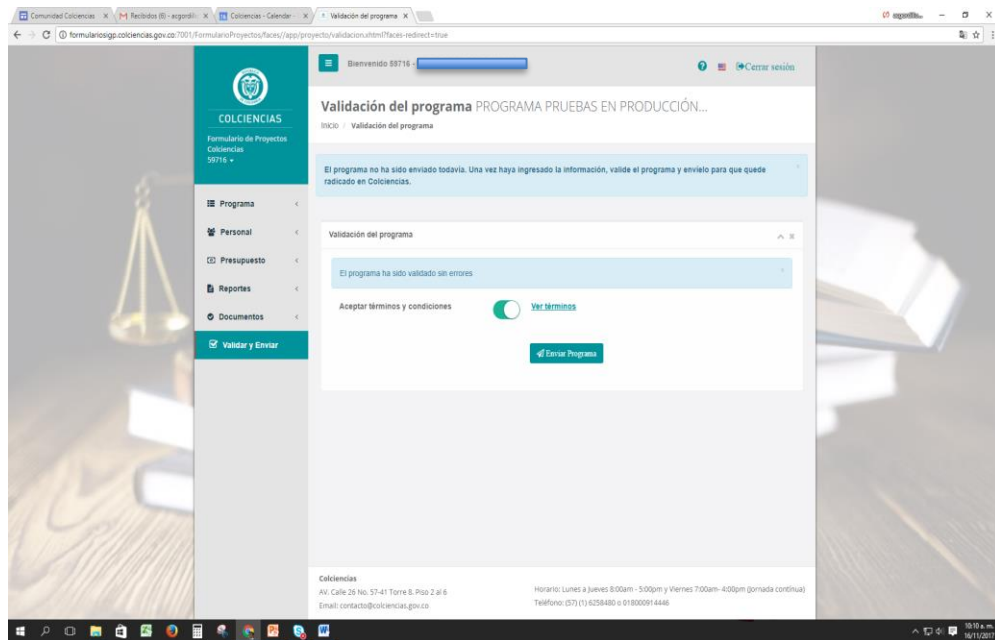 Comunidad Colciencias
Recibidos (8) - acgordill
Colciencias - Calendar
Validación del programa
formulariosigp.colciencias.gov.co:7001/FormularioProyectos/faces//app/proyecto/validacion.xhtml?faces-redirect=true
Bienvenido 59716 -
Cerrar sesión
COLCIENCIAS
Formulario de Proyectos
Colciencias
59716
Validación del programa PROGRAMA PRUEBAS EN PRODUCCIÓN...
Inicio / Validación del programa
El programa no ha sido enviado todavía. Una vez haya ingresado la información, valide el programa y envíelo para que quede
radicado en Colciencias.
Programa
Personal
Presupuesto
Reportes
Documentos
Validar y Enviar
Validación del programa
El programa ha sido validado sin errores
Aceptar términos y condiciones
Ver términos
Enviar Programa
Colciencias
AV. Calle 26 No. 57-41 Torre 8. Piso 2 al 6
Email: contacto@colciencias.gov.co
Horario: Lunes a Jueves 8:00am - 5:00pm y Viernes 7:00am- 4:00pm (Jornada contínua)
Teléfono: (57) (1) 6258480 o 018000914446
10:10 a.m.
16/11/2017